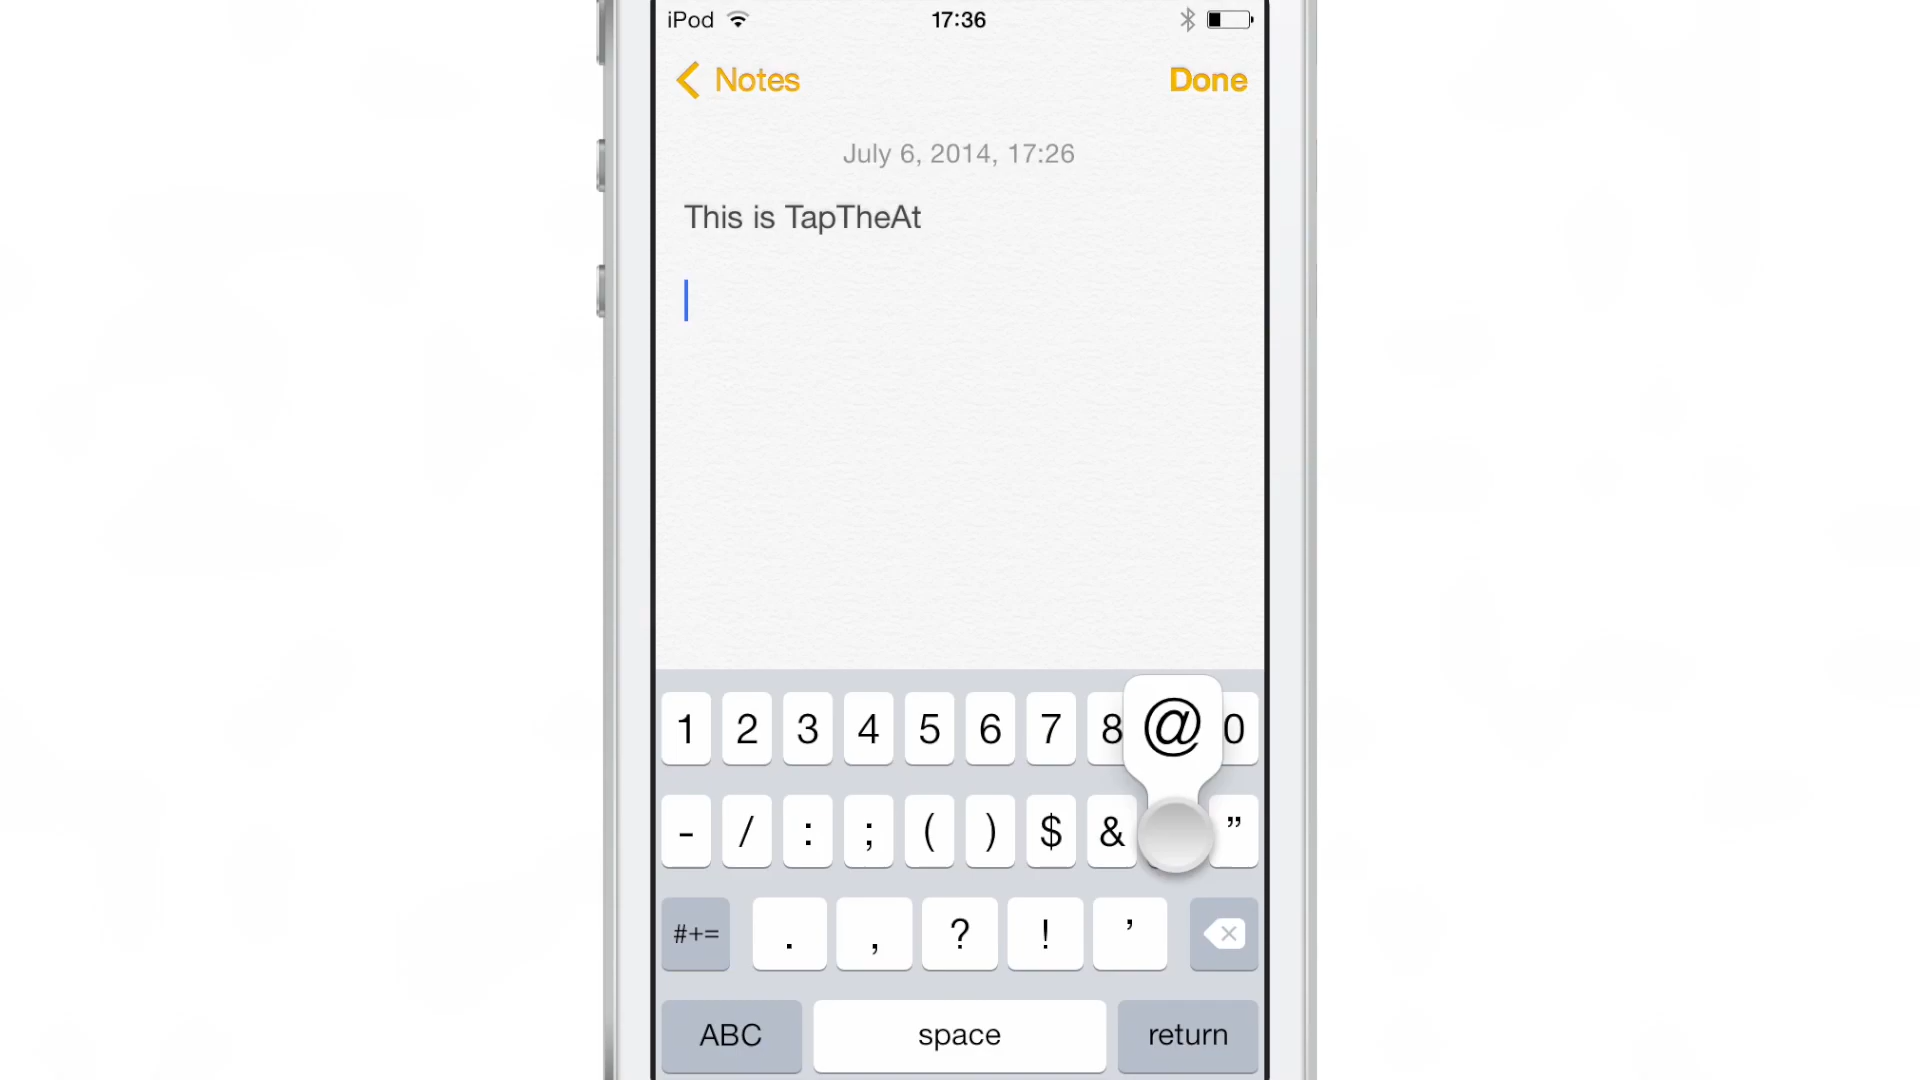 iPod 17:36
Notes Done
July 6, 2014, 17:26
This is TapTheAt
1 2 3 4 5 6 7 8 @ 0
- / : ; ( ) $ & ”
#+= . , ? ! ’
ABC space return